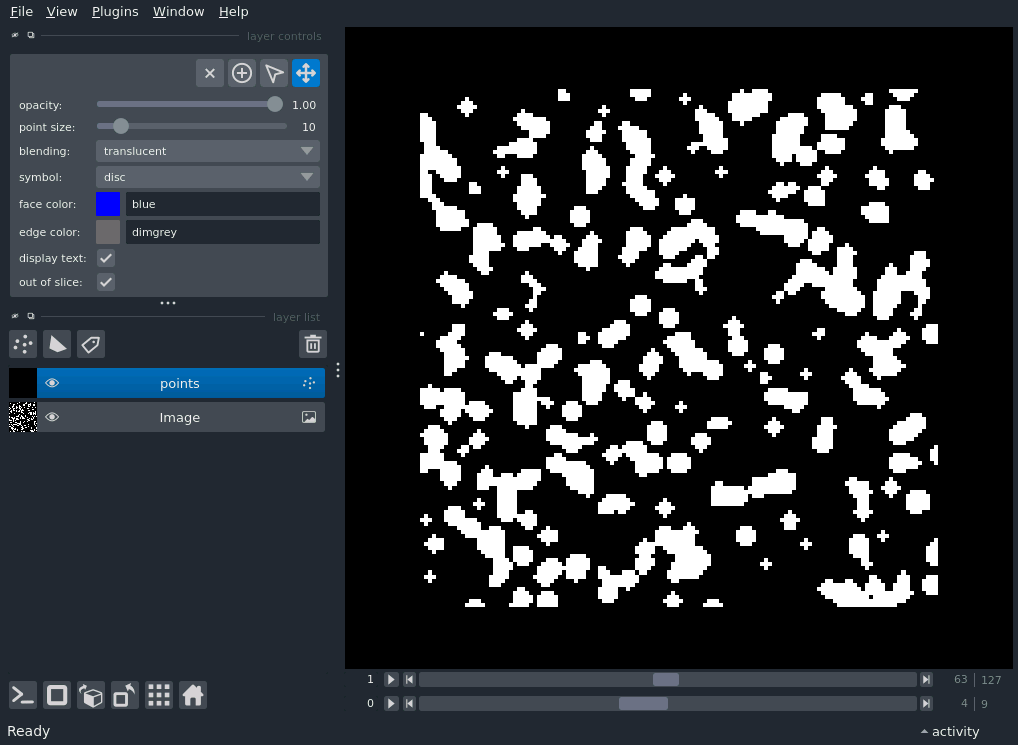 File View Plugins Window Help
layer controls
opacity: 1.00
point size: 10
blending: translucent
symbol: disc
face color: blue
edge color: dimgrey
display text:
out of slice:
layer list
points
Image
1 63 127
0 4 9
Ready activity